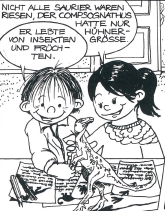 NICHT ALLE SAURIER WAREN
RIESEN, DER COMPSOGNATHUS
HATTE NUR
HÜHNER-
GRÖSSE.
ER LEBTE
VON INSEKTEN
UND FRÜCH-
TEN.